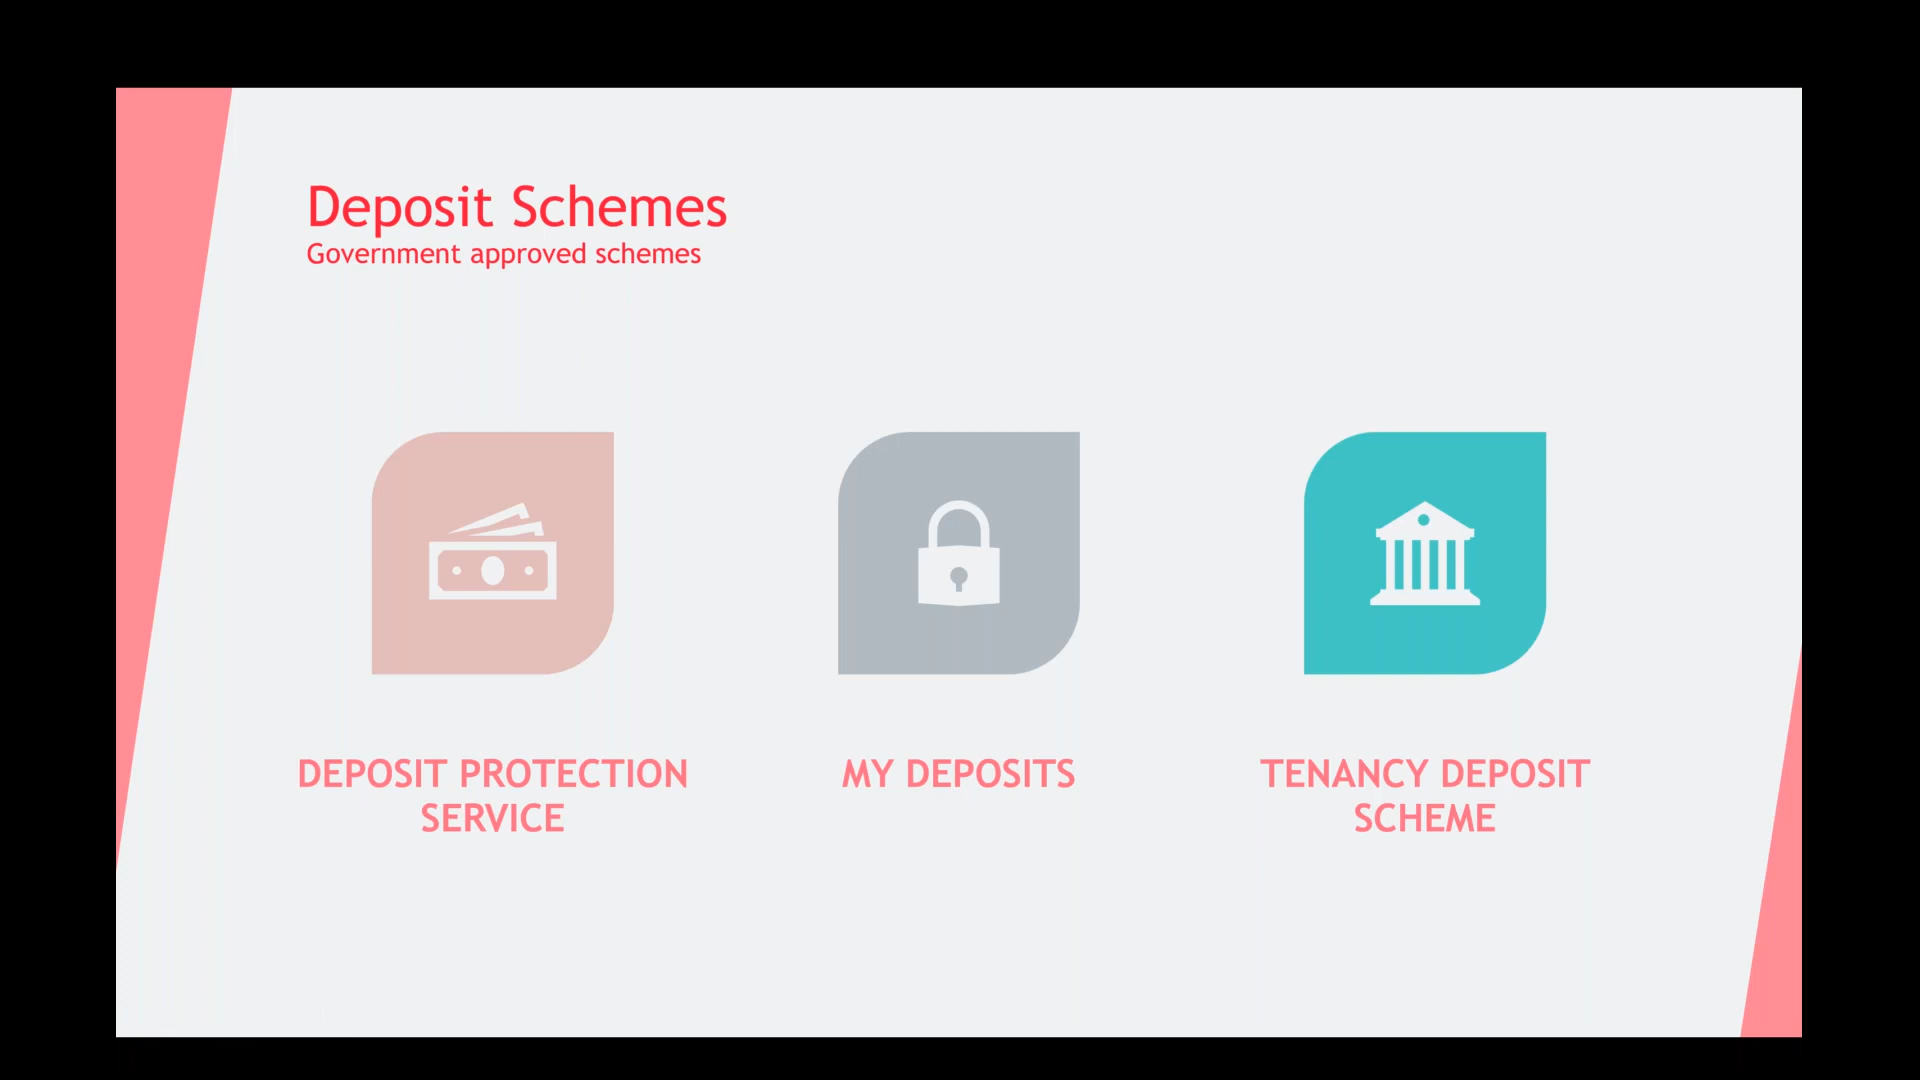 Deposit Schemes
Government approved schemes
DEPOSIT PROTECTION
SERVICE
MY DEPOSITS
TENANCY DEPOSIT
SCHEME